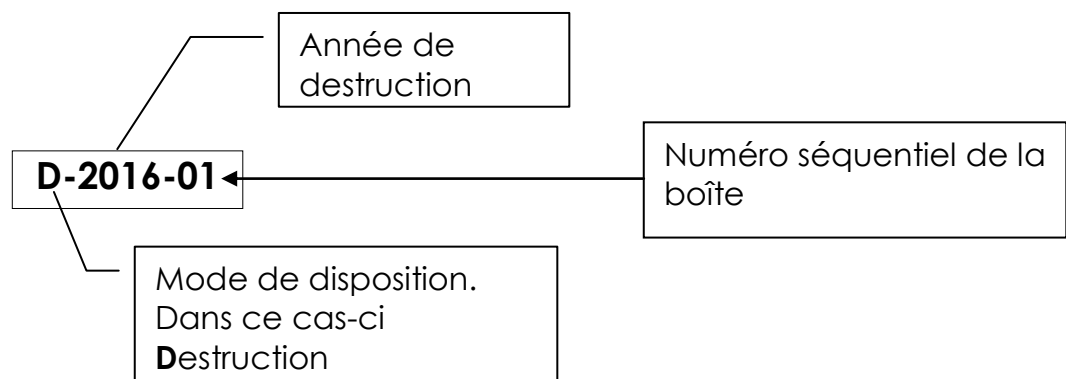 Année de
destruction
D-2016-01
Numéro séquentiel de la
boîte
Mode de disposition.
Dans ce cas-ci
Destruction